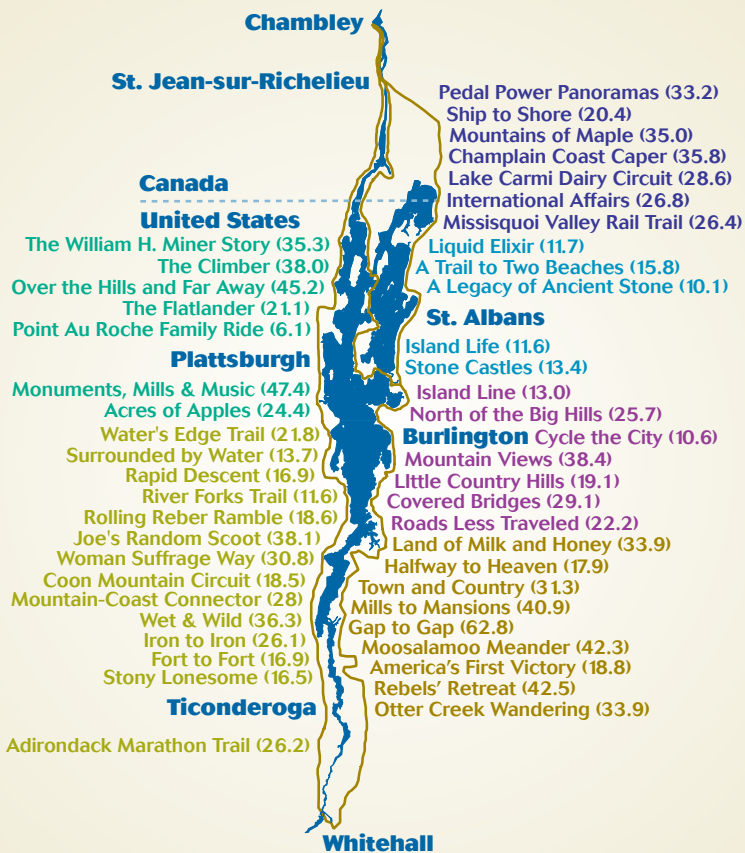 Chambley
St. Jean-sur-Richelieu
Pedal Power Panoramas (33.2)
Ship to Shore (20.4)
Mountains of Maple (35.0)
Champlain Coast Caper (35.8)
Lake Carmi Dairy Circuit (28.6)
International Affairs (26.8)
Missisquoi Valley Rail Trail (26.4)
Canada
United States
The William H. Miner Story (35.3)
The Climber (38.0)
Over the Hills and Far Away (45.2)
The Flatlander (21.1)
Point Au Roche Family Ride (6.1)
Liquid Elixir (11.7)
A Trail to Two Beaches (15.8)
A Legacy of Ancient Stone (10.1)
St. Albans
Island Life (11.6)
Stone Castles (13.4)
Plattsburgh
Monuments, Mills & Music (47.4)
Acres of Apples (24.4)
Island Line (13.0)
North of the Big Hills (25.7)
Burlington Cycle the City (10.6)
Mountain Views (38.4)
LIttle Country Hills (19.1)
Covered Bridges (29.1)
Roads Less Traveled (22.2)
Water's Edge Trail (21.8)
Surrounded by Water (13.7)
Rapid Descent (16.9)
River Forks Trail (11.6)
Rolling Reber Ramble (18.6)
Joe's Random Scoot (38.1)
Woman Suffrage Way (30.8)
Coon Mountain Circuit (18.5)
Mountain-Coast Connector (28)
Wet & Wild (36.3)
Iron to Iron (26.1)
Fort to Fort (16.9)
Stony Lonesome (16.5)
Land of Milk and Honey (33.9)
Halfway to Heaven (17.9)
Town and Country (31.3)
Mills to Mansions (40.9)
Gap to Gap (62.8)
Moosalamoo Meander (42.3)
America's First Victory (18.8)
Rebels' Retreat (42.5)
Otter Creek Wandering (33.9)
Ticonderoga
Adirondack Marathon Trail (26.2)
Whitehall